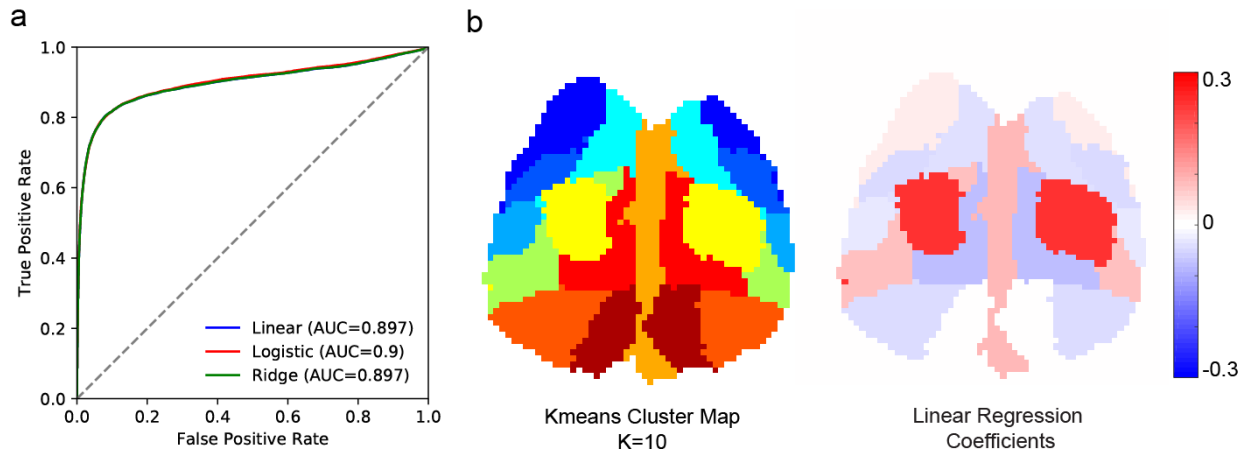 a
1.0
0.8
0.6
0.4
0.2
0.0
True Positive Rate
0.0
0.2
0.4
0.6
0.8
1.0
False Positive Rate
Linear (AUC=0.897)
Logistic (AUC=0.9)
Ridge (AUC=0.897)
b
Kmeans Cluster Map
K=10
Linear Regression
Coefficients
0.3
0
-0.3